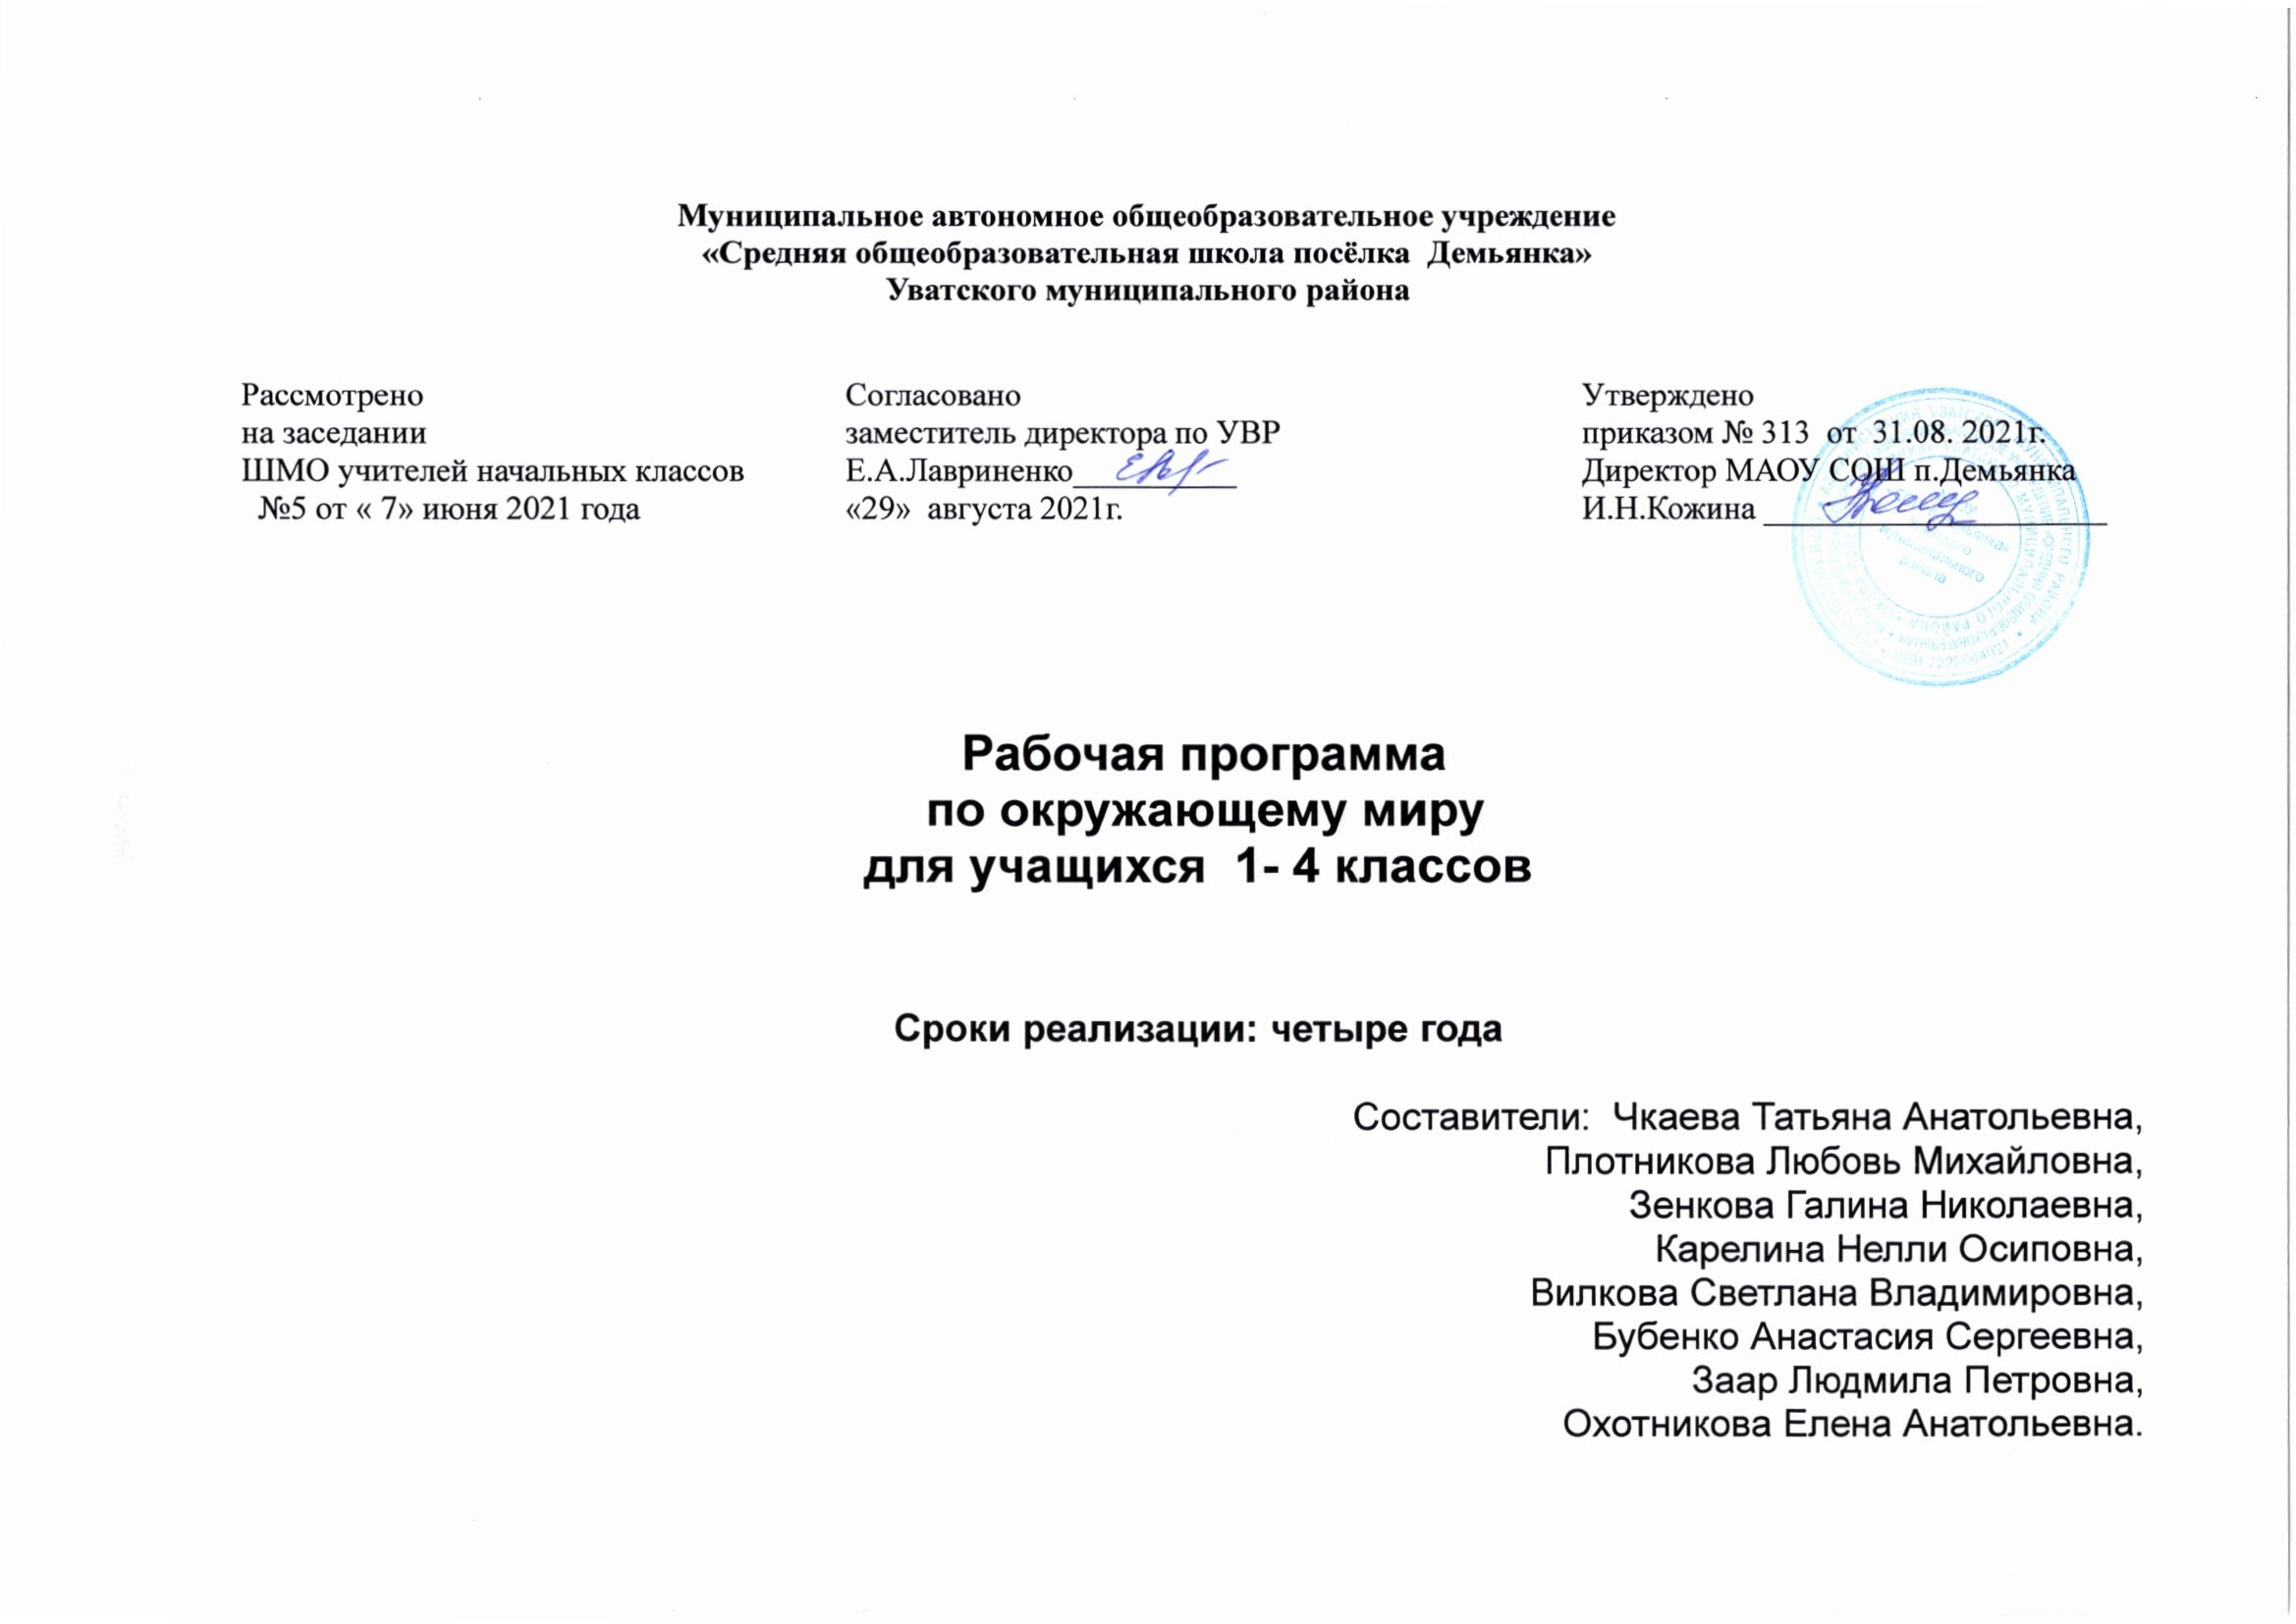 Муниципальное автономное общеобразовательное учреждение
«Средняя общеобразовательная школа посёлка Демьянка»
Уватского муниципального района
Рассмотрено
на заседании
ШМО учителей начальных классов
№5 от « 7» июня 2021 года
Согласовано
заместитель директора по УВР
Е.А.Лавриненко____________
«29» августа 2021г.
Утверждено
приказом № 313 от 31.08. 2021г.
Директор МАОУ СОШ п.Демьянка
И.Н.Кожина ______________________
Рабочая программа
по окружающему миру
для учащихся 1- 4 классов
Сроки реализации: четыре года
Составители: Чкаева Татьяна Анатольевна,
Плотникова Любовь Михайловна,
Зенкова Галина Николаевна,
Карелина Нелли Осиповна,
Вилкова Светлана Владимировна,
Бубенко Анастасия Сергеевна,
Заар Людмила Петровна,
Охотникова Елена Анатольевна.